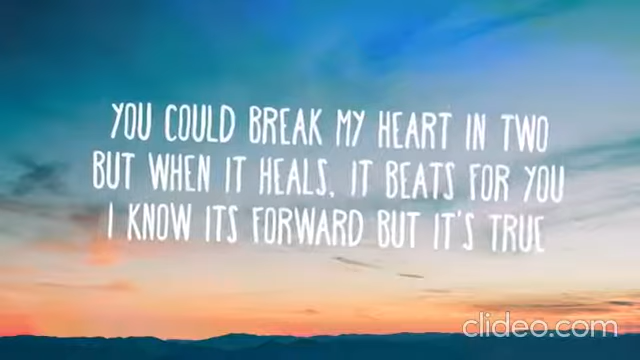 YOU COULD BREAK MY HEART IN TWO
BUT WHEN IT HEALS, IT BEATS FOR YOU
I KNOW ITS FORWARD BUT IT'S TRUE
clideo.com